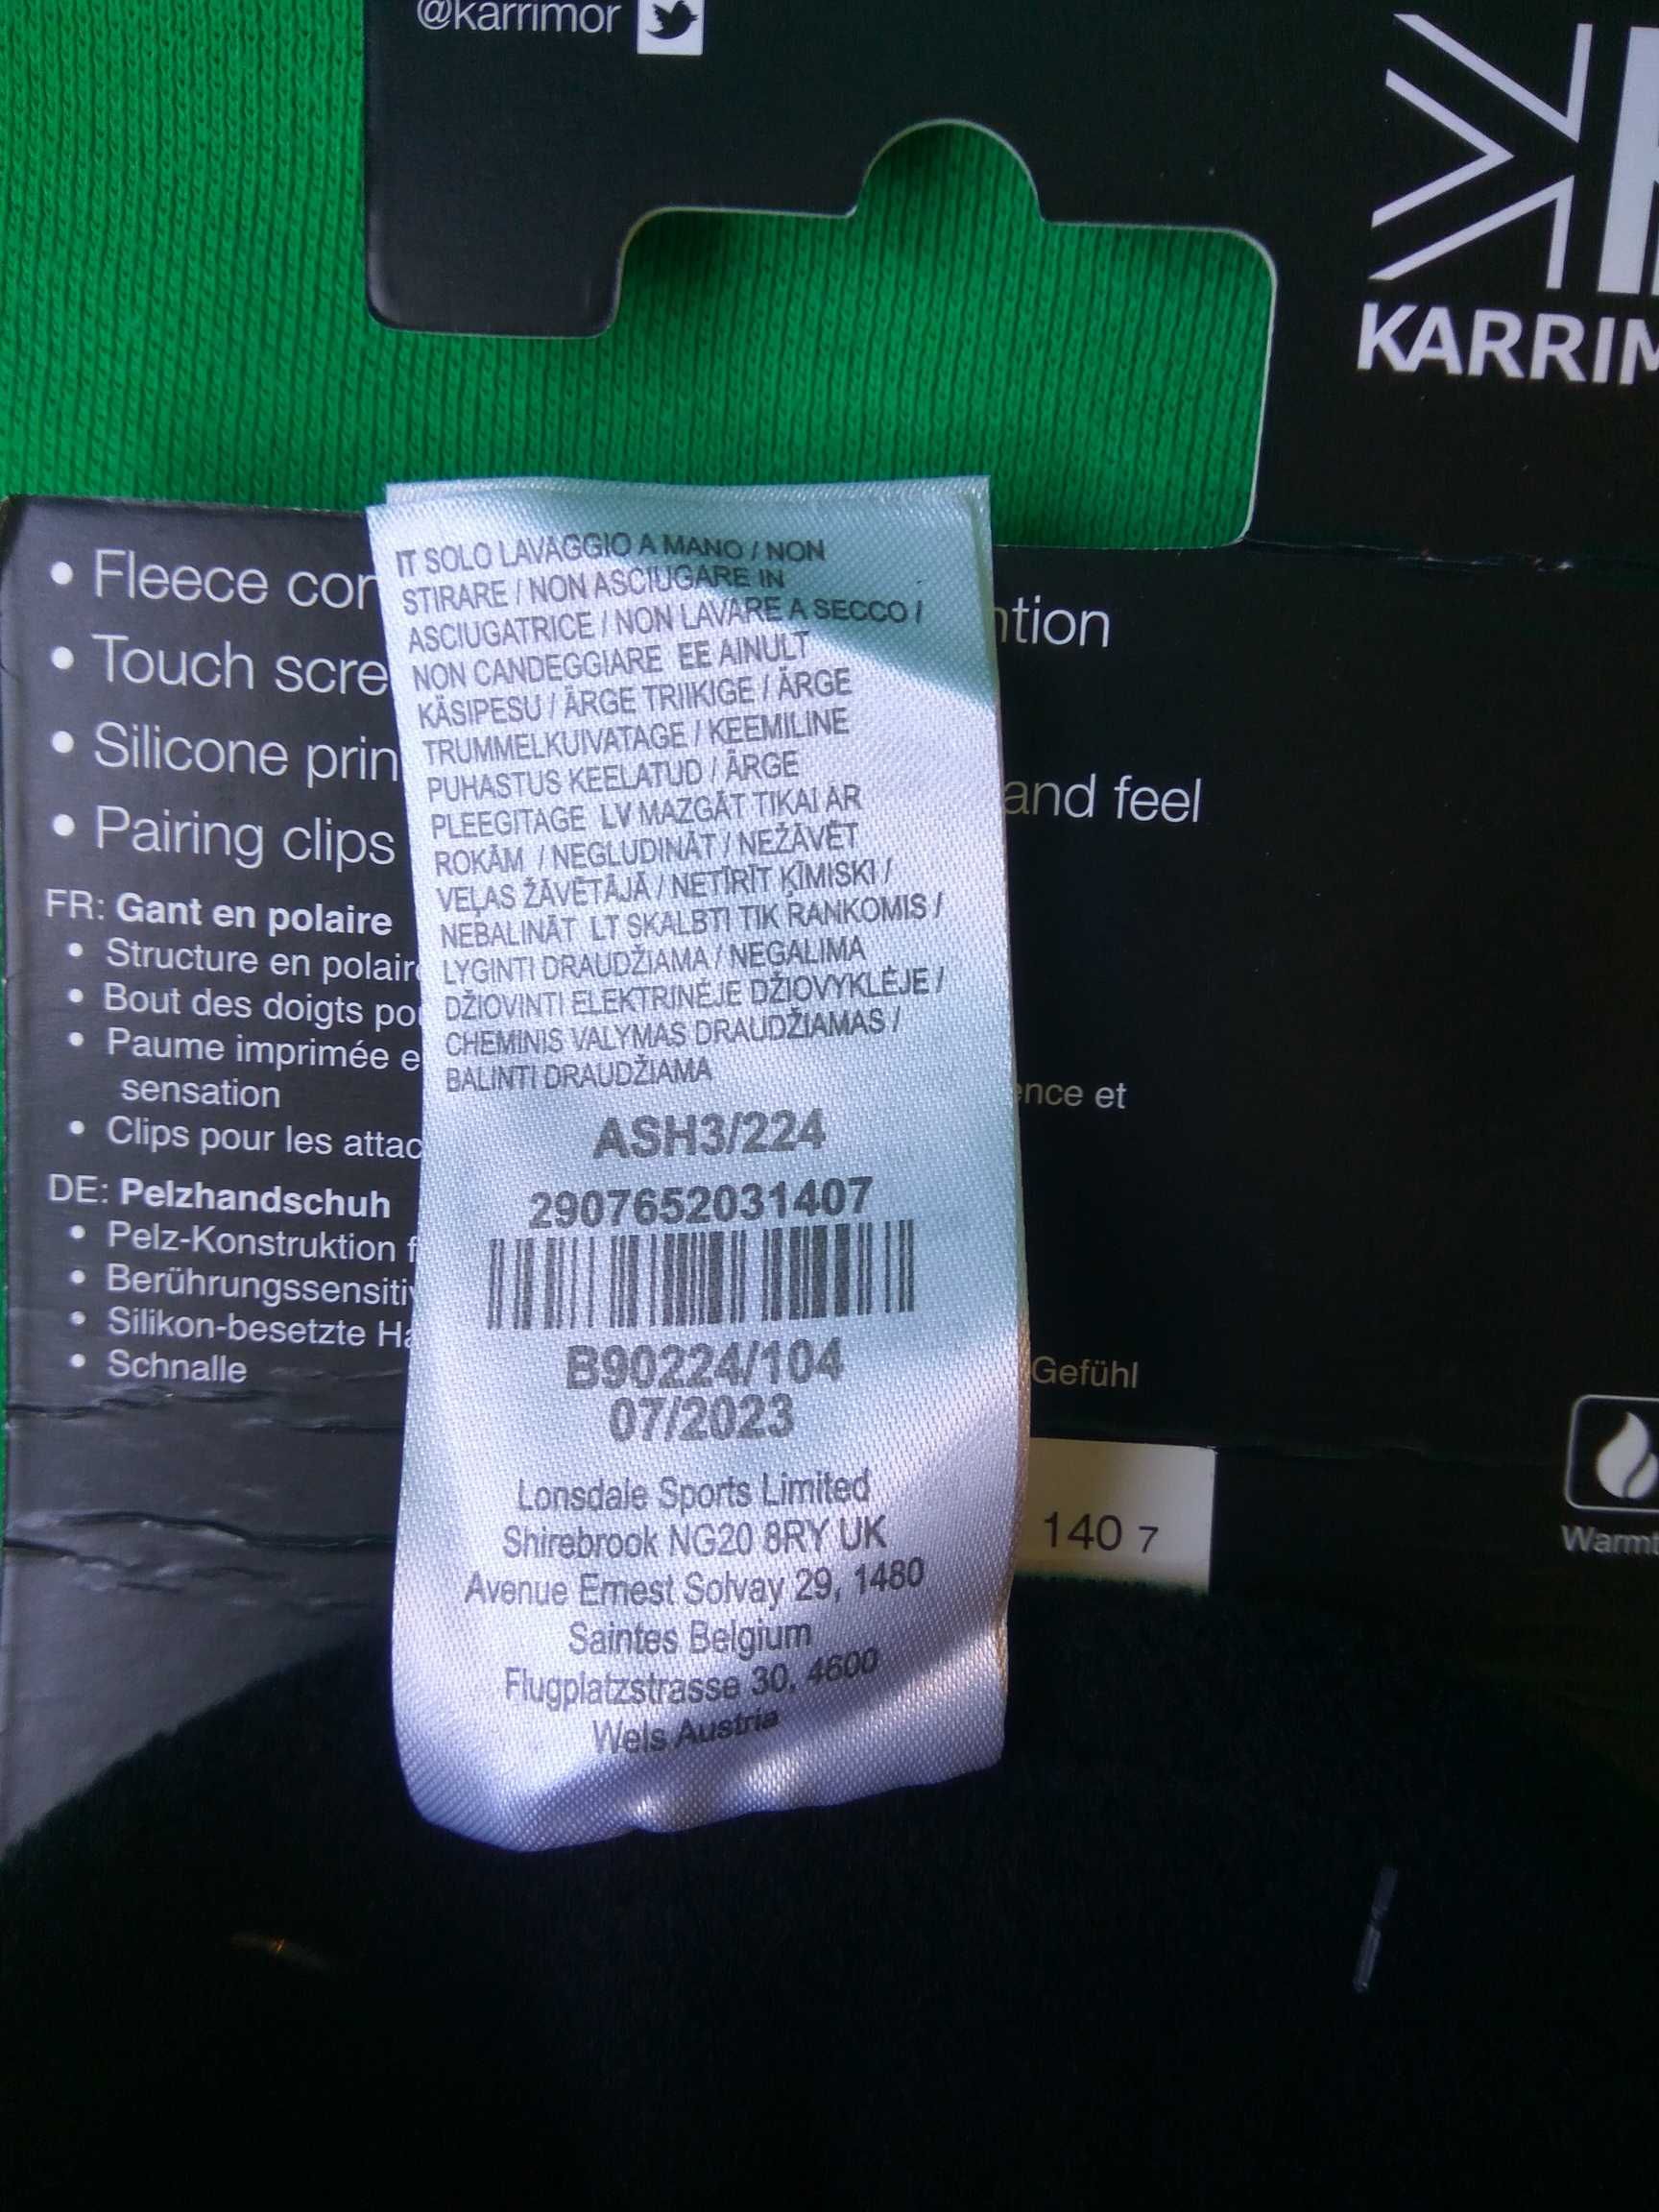 @karrimor
KARRIM
• Fleece con
ntion
• Touch scre
• Silicone prin
and feel
• Pairing clips
FR: Gant en polaire
• Structure en polaire
• Bout des doigts po
• Paume imprimée e
nce et
sensation
• Clips pour les attac
DE: Pelzhandschuh
• Pelz-Konstruktion f
• Berührungssensitiv
• Silikon-besetzte Ha
Gefühl
• Schnalle
IT SOLO LAVAGGIO A MANO / NON
STIRARE / NON ASCIUGARE IN
ASCIUGATRICE / NON LAVARE A SECCO /
NON CANDEGGIARE EE AINULT
KÄSIPESU / ÄRGE TRIIKIGE / ÄRGE
TRUMMELKUIVATAGE / KEEMILINE
PUHASTUS KEELATUD / ÄRGE
PLEEGITAGE LV MAZGĀT TIKAI AR
ROKĀM / NEGLUDINĀT / NEŽĀVĒT
VEĻAS ŽĀVĒTĀJĀ / NETĪRĪT ĶĪMISKI /
NEBALINĀT LT SKALBTI TIK RANKOMIS /
LYGINTI DRAUDŽIAMA / NEGALIMA
DŽIOVINTI ELEKTRINĖJE DŽIOVYKLĖJE /
CHEMINIS VALYMAS DRAUDŽIAMAS /
BALINTI DRAUDŽIAMA
ASH3/224
2907652031407
B90224/104
07/2023
Lonsdale Sports Limited
Shirebrook NG20 8RY UK
Avenue Ernest Solvay 29, 1480
Saintes Belgium
Flugplatzstrasse 30, 4600
Wels Austria
140 7
Warmt